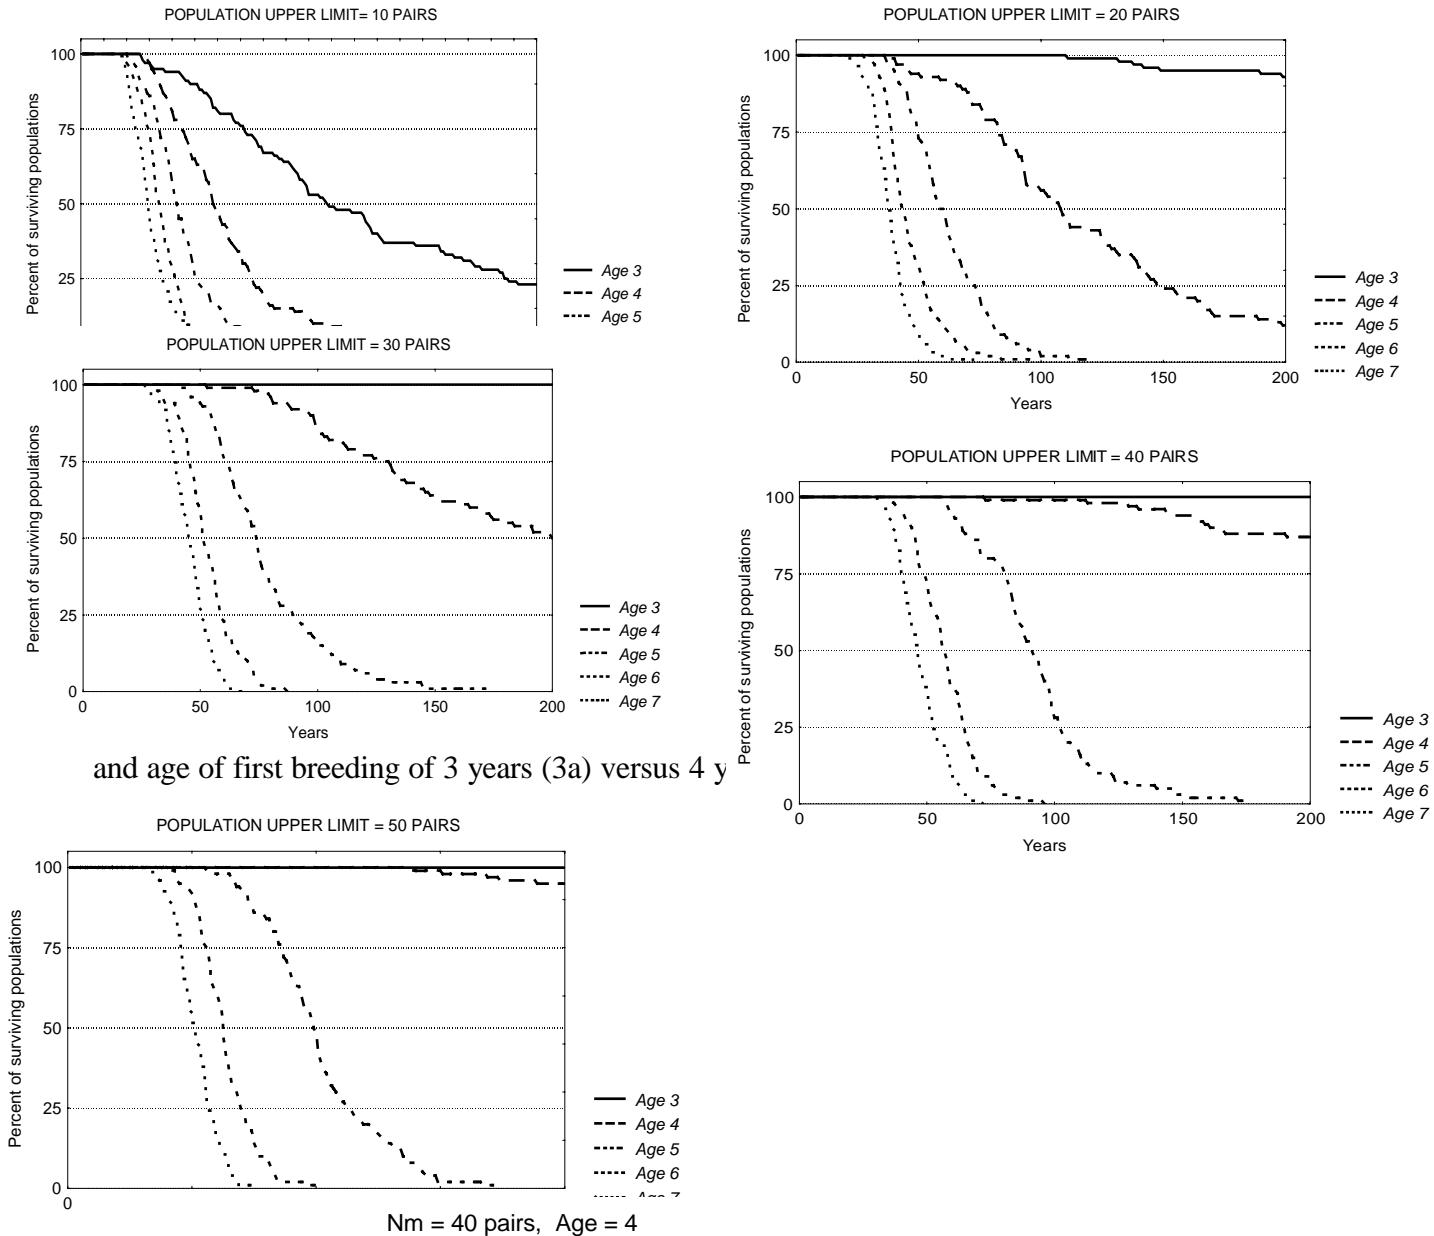 POPULATION UPPER LIMIT= 10 PAIRS
100
75
50
25
Percent of surviving populations
Age 3
Age 4
Age 5
POPULATION UPPER LIMIT = 20 PAIRS
100
75
50
25
0
Percent of surviving populations
0 50 100 150 200
Years
Age 3
Age 4
Age 5
Age 6
Age 7
POPULATION UPPER LIMIT = 30 PAIRS
100
75
50
25
0
Percent of surviving populations
0 50 100 150 200
Years
Age 3
Age 4
Age 5
Age 6
Age 7
POPULATION UPPER LIMIT = 40 PAIRS
100
75
50
25
0
Percent of surviving populations
0 50 100 150 200
Years
Age 3
Age 4
Age 5
Age 6
Age 7
and age of first breeding of 3 years (3a) versus 4 y
POPULATION UPPER LIMIT = 50 PAIRS
100
75
50
25
0
Percent of surviving populations
0
Age 3
Age 4
Age 5
Age 6
Age 7
Nm = 40 pairs, Age = 4